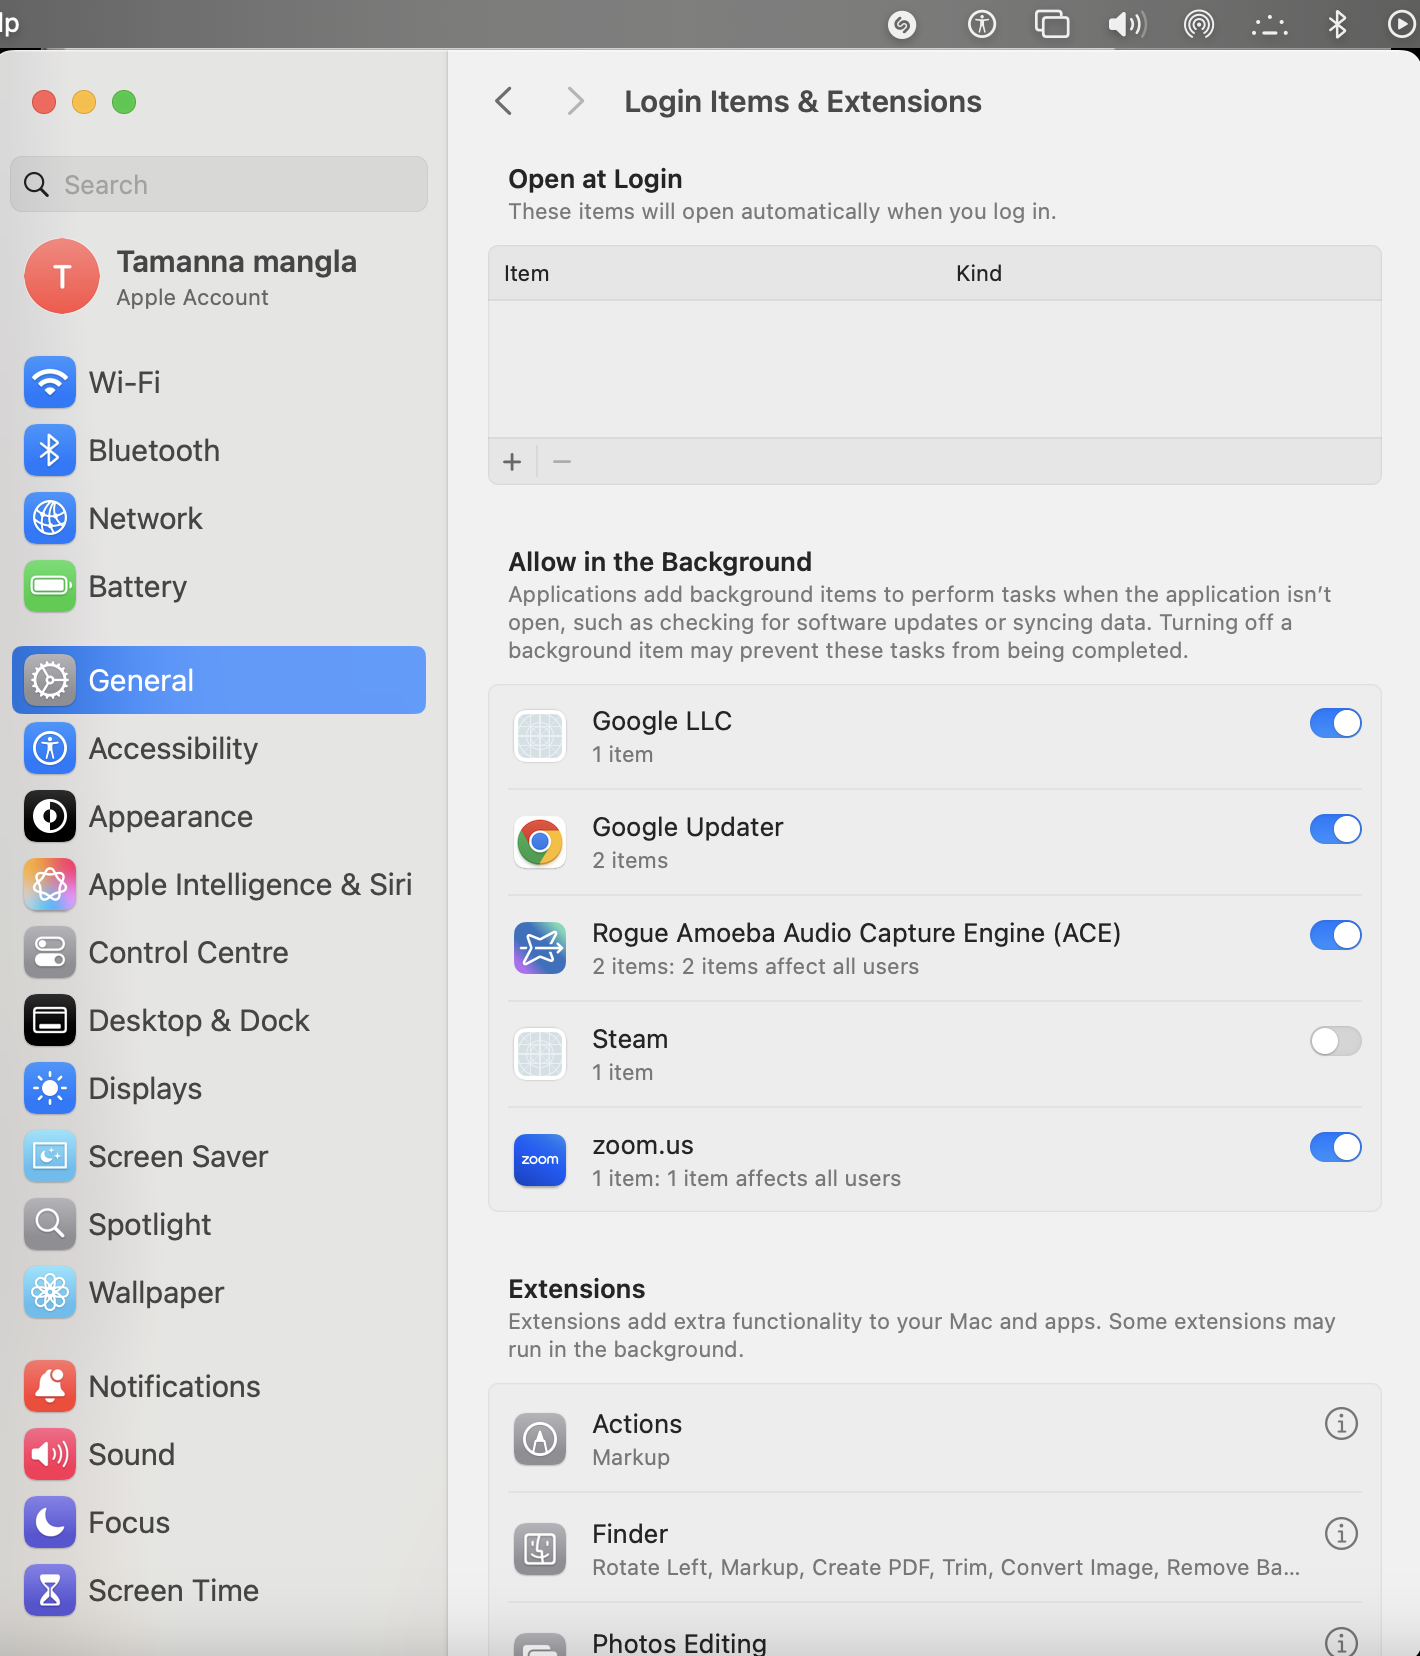 lp
Login Items & Extensions
Search
Tamanna mangla
Apple Account
T
Wi-Fi
Bluetooth
Network
Battery
General
Accessibility
Appearance
Apple Intelligence & Siri
Control Centre
Desktop & Dock
Displays
Screen Saver
Spotlight
Wallpaper
Notifications
Sound
Focus
Screen Time
Open at Login
These items will open automatically when you log in.
Item Kind
Allow in the Background
Applications add background items to perform tasks when the application isn’t
open, such as checking for software updates or syncing data. Turning off a
background item may prevent these tasks from being completed.
Google LLC
1 item
Google Updater
2 items
Rogue Amoeba Audio Capture Engine (ACE)
2 items: 2 items affect all users
Steam
1 item
zoom
zoom.us
1 item: 1 item affects all users
Extensions
Extensions add extra functionality to your Mac and apps. Some extensions may
run in the background.
Actions
Markup
Finder
Rotate Left, Markup, Create PDF, Trim, Convert Image, Remove Ba...
Photos Editing